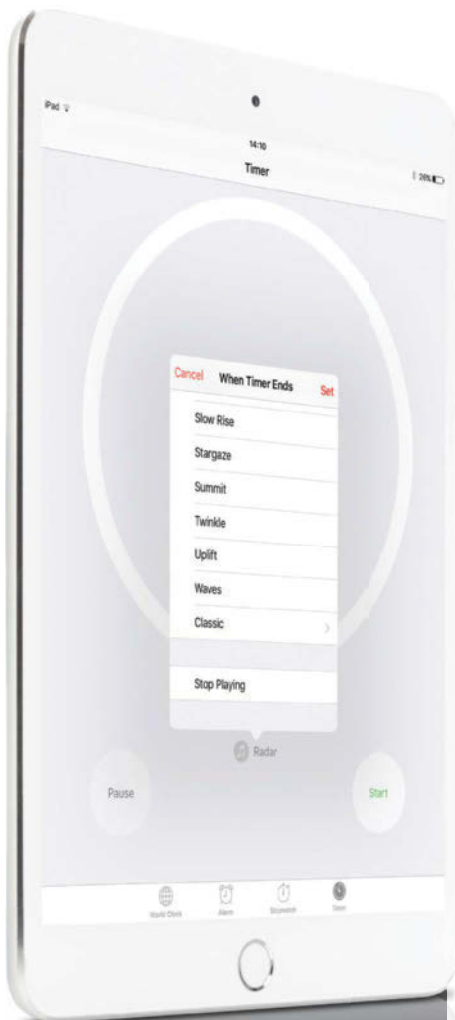 iPad
14:10
26%
Timer
Cancel When Timer Ends Set
Slow Rise
Stargaze
Summit
Twinkle
Uplift
Waves
Classic
Stop Playing
Radar
Pause
Start
World Clock Alarm Stopwatch Timer